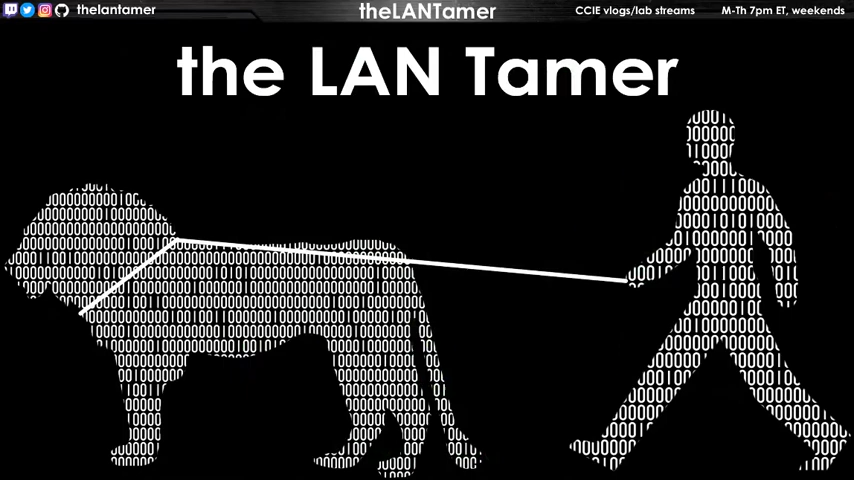 thelantamer
theLANTamer
CCIE vlogs/lab streams
M-Th 7pm ET, weekends
the LAN Tamer